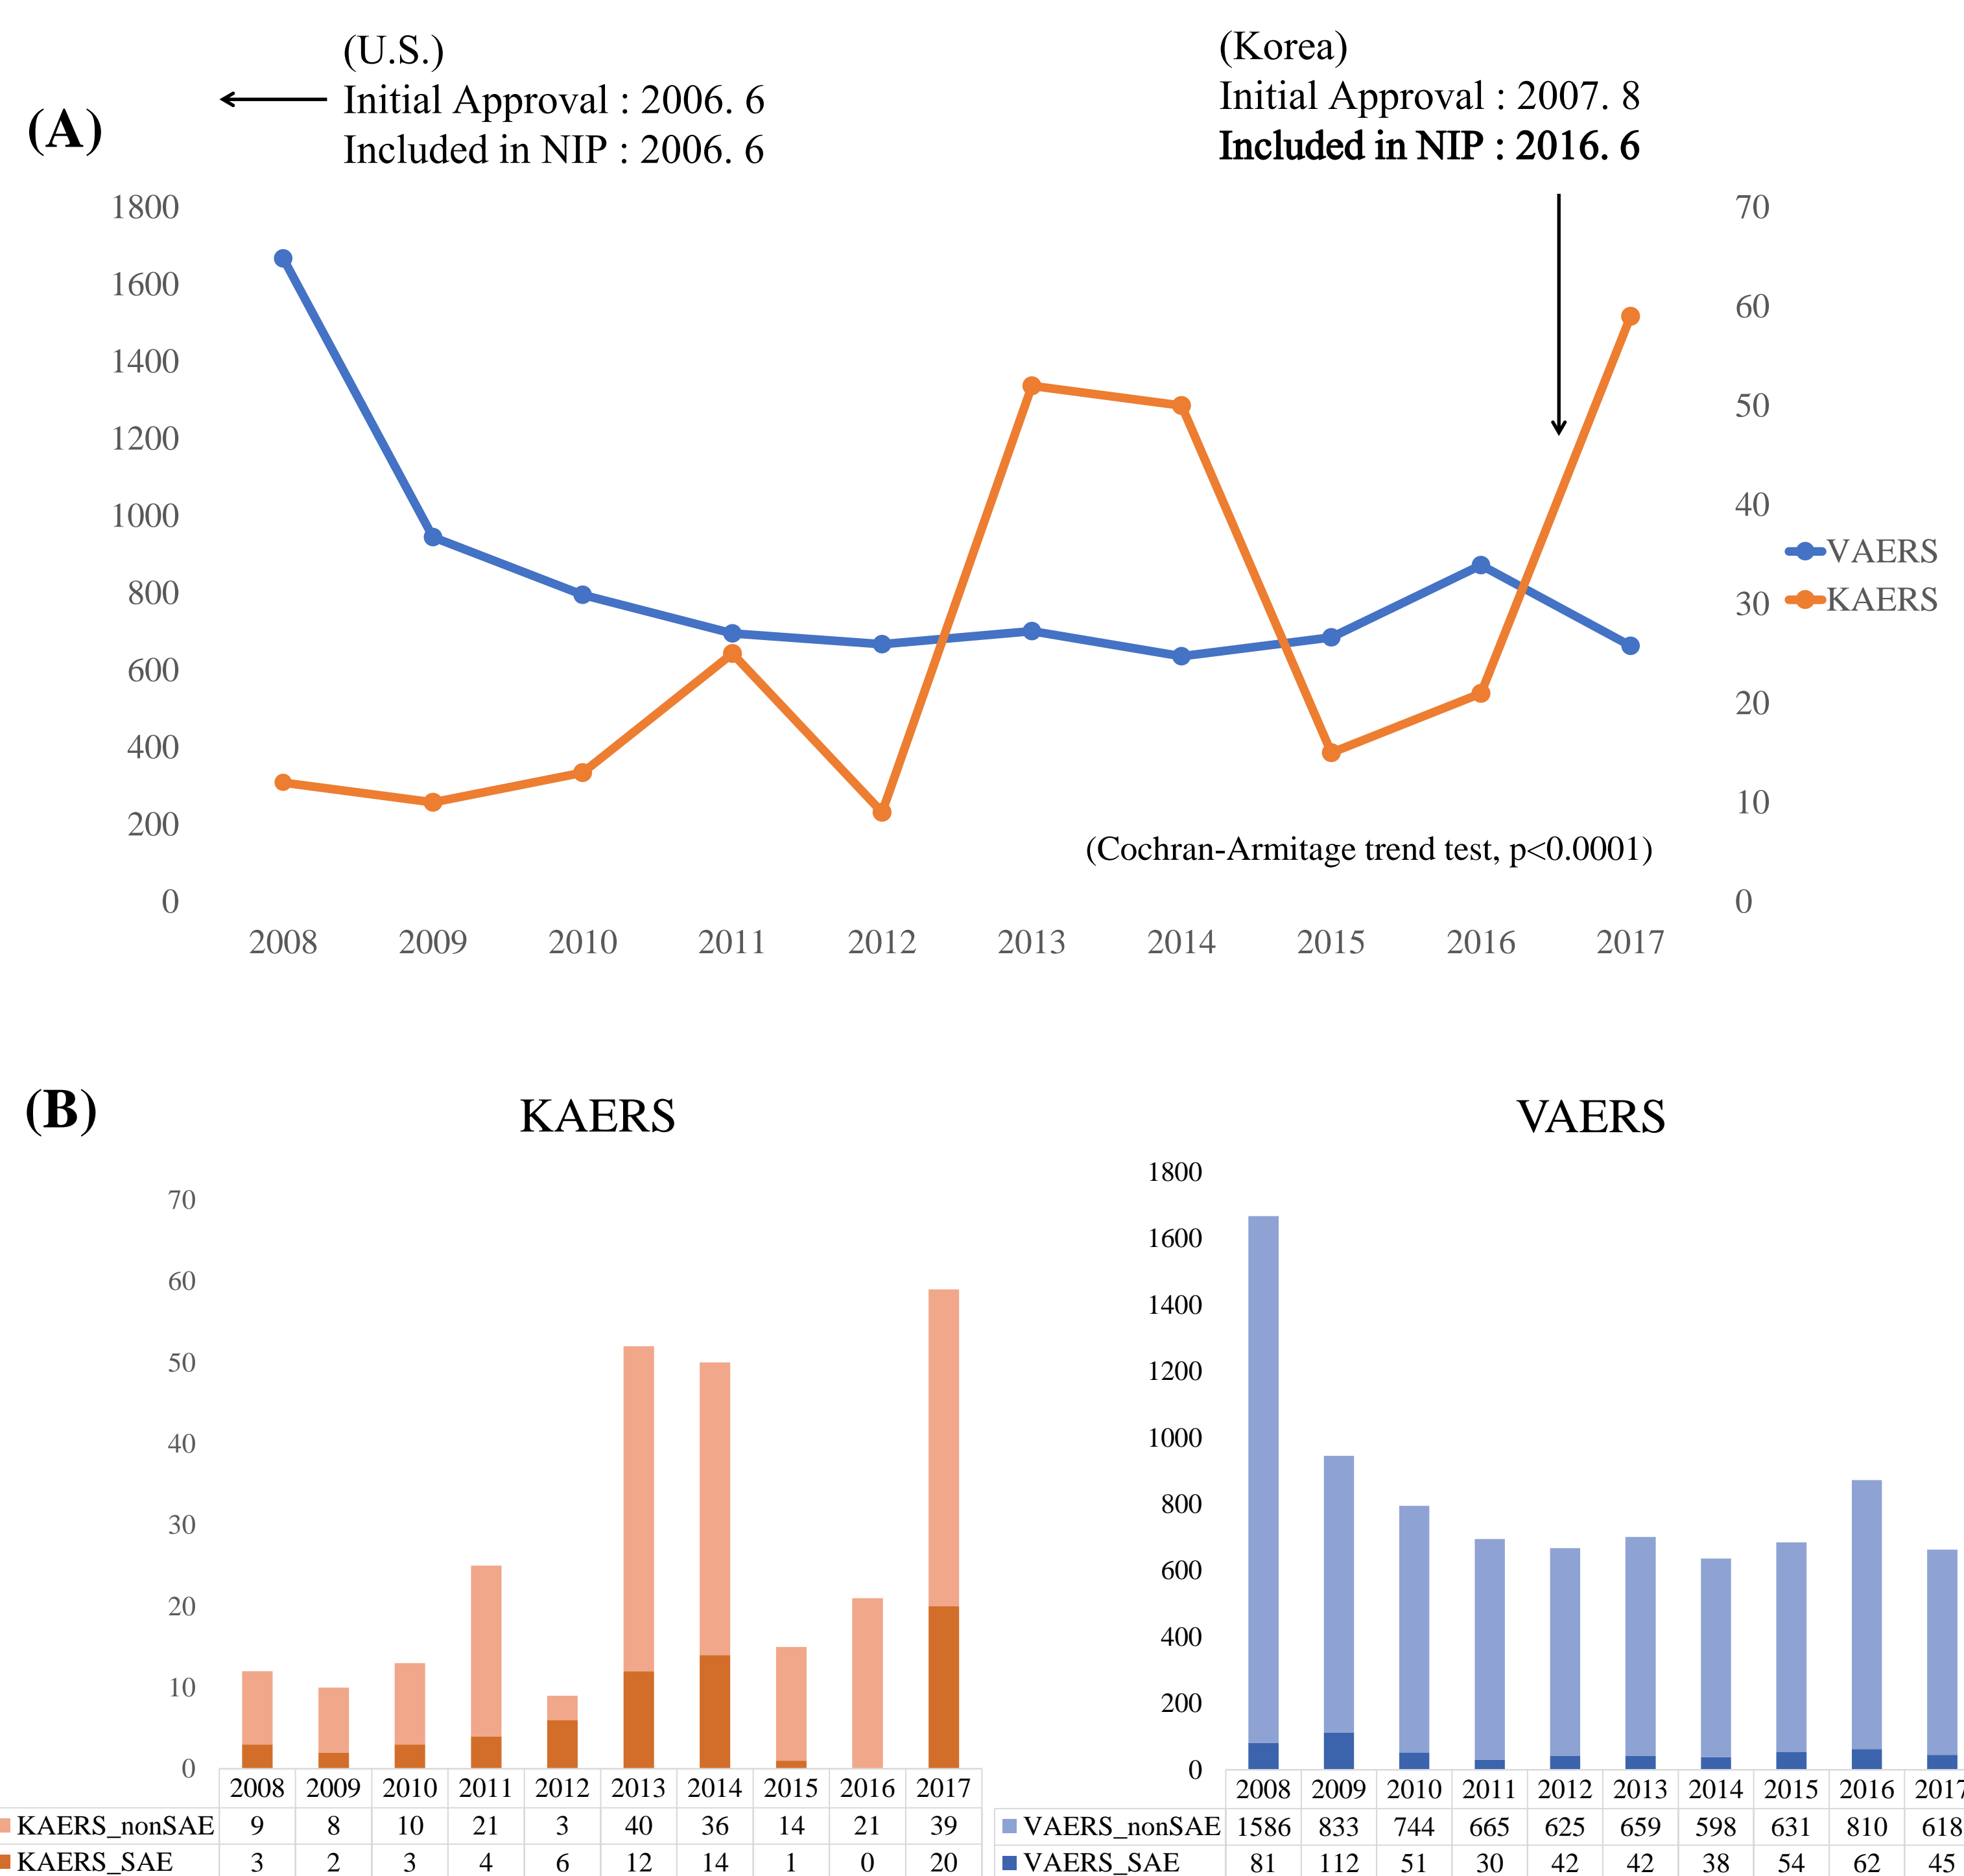 (A)
(U.S.)
Initial Approval : 2006. 6
Included in NIP : 2006. 6
(Korea)
Initial Approval : 2007. 8
Included in NIP : 2016. 6
1800
1600
1400
1200
1000
800
600
400
200
0
70
60
50
40
30
20
10
0
VAERS
KAERS
(Cochran-Armitage trend test, p<0.0001)
2008 2009 2010 2011 2012 2013 2014 2015 2016 2017
(B)
KAERS
70
60
50
40
30
20
10
0
2008 2009 2010 2011 2012 2013 2014 2015 2016 2017
KAERS_nonSAE 9 8 10 21 3 40 36 14 21 39
KAERS_SAE 3 2 3 4 6 12 14 1 0 20
VAERS
1800
1600
1400
1200
1000
800
600
400
200
0
2008 2009 2010 2011 2012 2013 2014 2015 2016 2017
VAERS_nonSAE 1586 833 744 665 625 659 598 631 810 618
VAERS_SAE 81 112 51 30 42 42 38 54 62 45